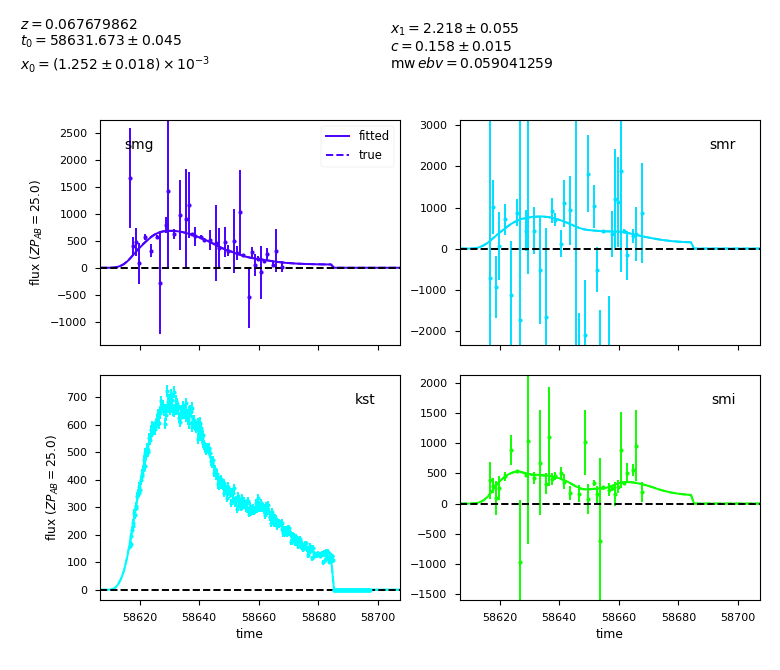 z = 0.067679862
t₀ = 58631.673 ± 0.045
x₀ = (1.252 ± 0.018) × 10⁻³
x₁ = 2.218 ± 0.055
c = 0.158 ± 0.015
mw ebv = 0.059041259
smg
fitted
true
2500
2000
1500
1000
500
0
−500
−1000
flux (ZP_AB = 25.0)
smr
3000
2000
1000
0
−1000
−2000
kst
700
600
500
400
300
200
100
0
flux (ZP_AB = 25.0)
58620 58640 58660 58680 58700
time
smi
2000
1500
1000
500
0
−500
−1000
−1500
58620 58640 58660 58680 58700
time